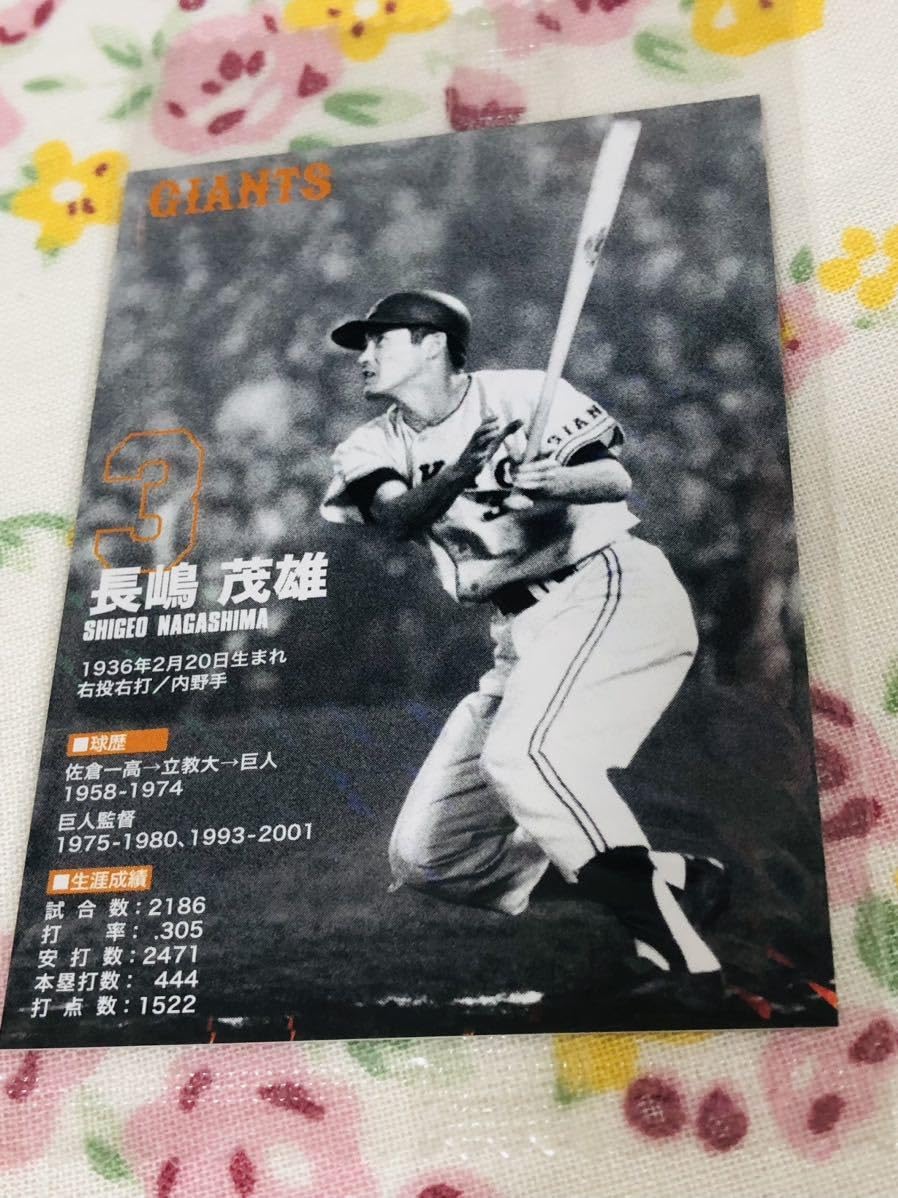 GIANTS
GIAN
3
長嶋 茂雄
SHIGEO NAGASHIMA
1936年2月20日生まれ
右投右打/内野手
■球歴
佐倉一高→立教大→巨人
1958-1974
巨人監督
1975-1980、1993-2001
■生涯成績
試合数:2186
打率: .305
安打数:2471
本塁打数: 444
打点数:1522